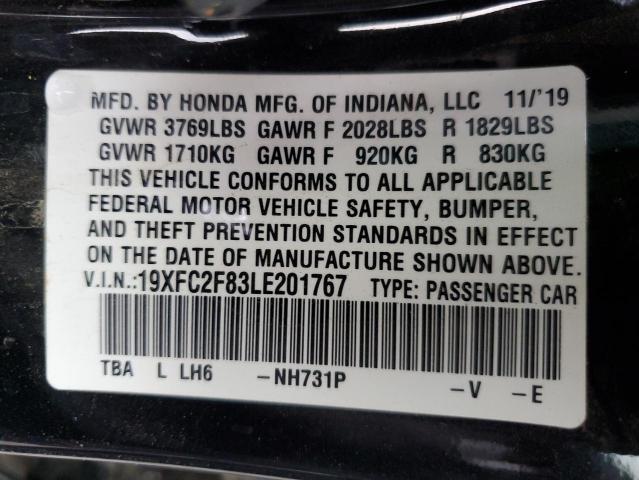 MFD. BY HONDA MFG. OF INDIANA, LLC 11/'19
GVWR 3769LBS GAWR F 2028LBS R 1829LBS
GVWR 1710KG GAWR F 920KG R 830KG
THIS VEHICLE CONFORMS TO ALL APPLICABLE
FEDERAL MOTOR VEHICLE SAFETY, BUMPER,
AND THEFT PREVENTION STANDARDS IN EFFECT
ON THE DATE OF MANUFACTURE SHOWN ABOVE.
V.I.N.:19XFC2F83LE201767 TYPE: PASSENGER CAR
TBA L LH6 -NH731P -V -E